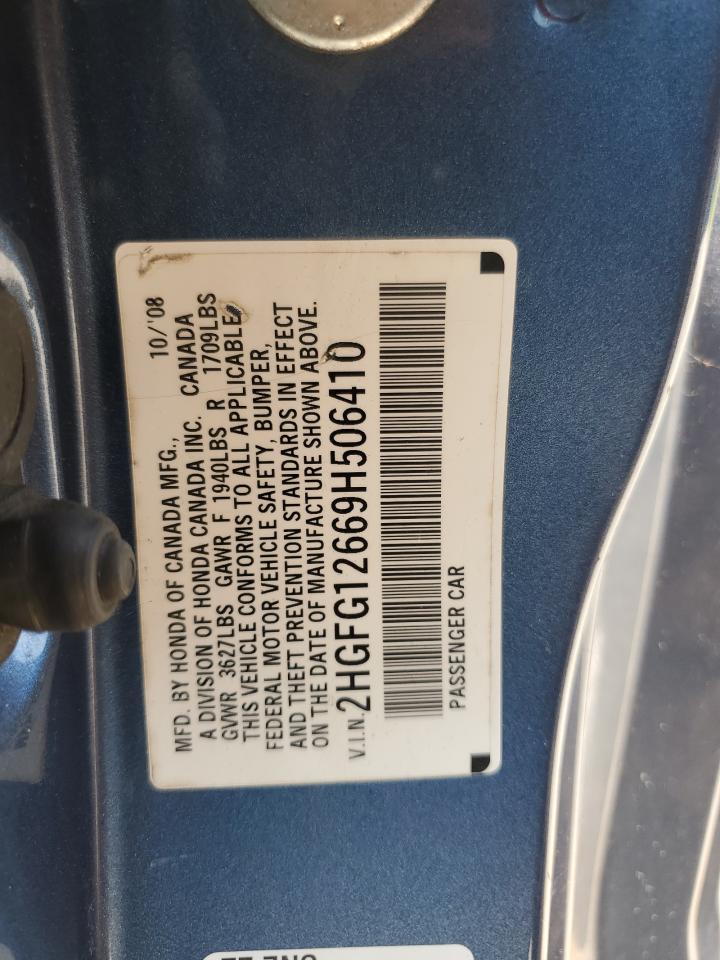 MFD. BY HONDA OF CANADA MFG., 10/'08
A DIVISION OF HONDA CANADA INC. CANADA
GVWR 3627LBS GAWR F 1940LBS R 1709LBS
THIS VEHICLE CONFORMS TO ALL APPLICABLE
FEDERAL MOTOR VEHICLE SAFETY, BUMPER,
AND THEFT PREVENTION STANDARDS IN EFFECT
ON THE DATE OF MANUFACTURE SHOWN ABOVE.
V.I.N. 2HGFG12669H506410
PASSENGER CAR